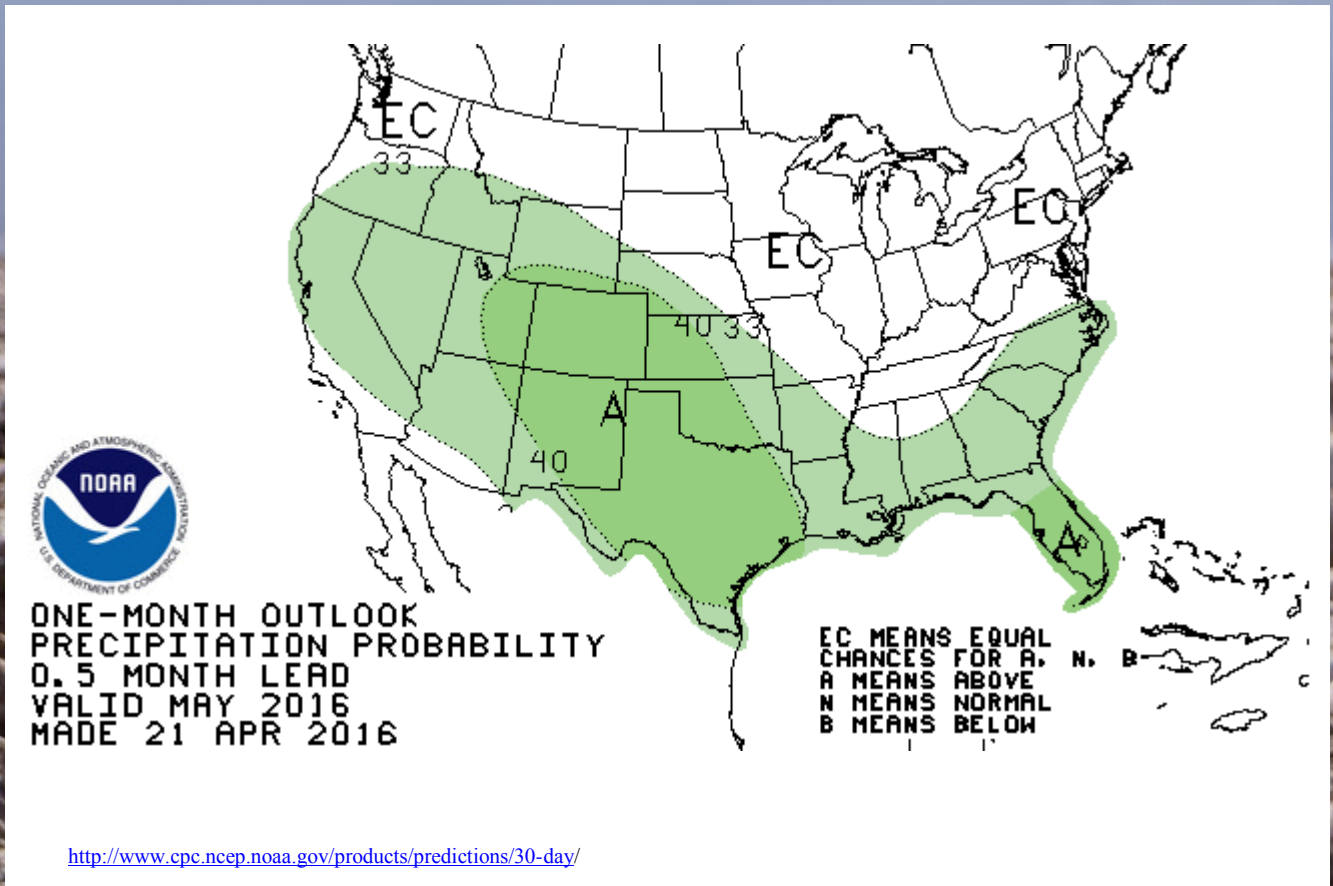 EC
33
EC
EC
40 33
A
40
A
NATIONAL OCEANIC AND ATMOSPHERIC ADMINISTRATION
NOAA
U.S. DEPARTMENT OF COMMERCE
ONE-MONTH OUTLOOK
PRECIPITATION PROBABILITY
0.5 MONTH LEAD
VALID MAY 2016
MADE 21 APR 2016
EC MEANS EQUAL
CHANCES FOR A, N, B
A MEANS ABOVE
N MEANS NORMAL
B MEANS BELOW
http://www.cpc.ncep.noaa.gov/products/predictions/30-day/